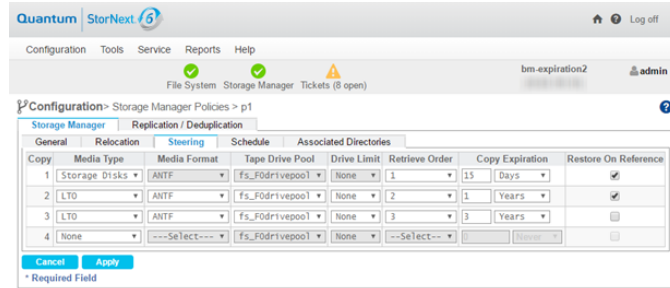 Quantum StorNext 6 Log off
Configuration Tools Service Reports Help
File System Storage Manager Tickets (8 open) bm-expiration2 admin
Configuration> Storage Manager Policies > p1
Storage Manager Replication / Deduplication
General Relocation Steering Schedule Associated Directories
Copy Media Type Media Format Tape Drive Pool Drive Limit Retrieve Order Copy Expiration Restore On Reference
1 Storage Disks ANTF fs_F0drivepool None 1 15 Days
2 LTO ANTF fs_F0drivepool None 2 1 Years
3 LTO ANTF fs_F0drivepool None 3 3 Years
4 None ---Select--- fs_F0drivepool None --Select-- 0 Never
Cancel Apply
* Required Field